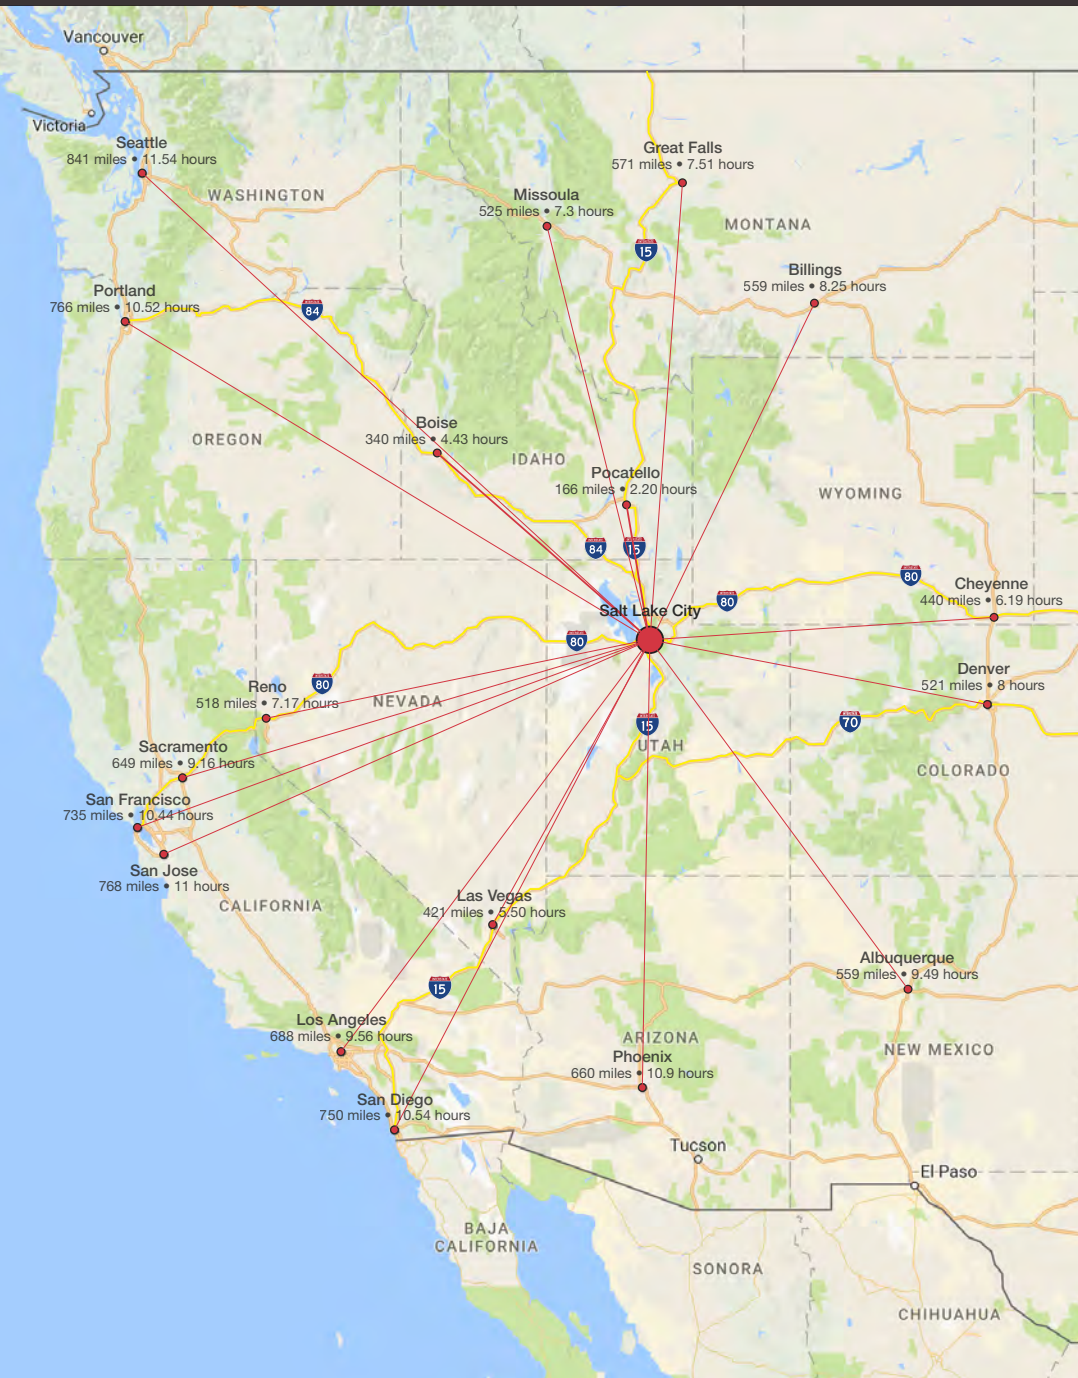 Vancouver
Victoria
Seattle
841 miles • 11.54 hours
WASHINGTON
Great Falls
571 miles • 7.51 hours
Missoula
525 miles • 7.3 hours
MONTANA
15
Billings
559 miles • 8.25 hours
Portland
766 miles • 10.52 hours
84
Boise
340 miles • 4.43 hours
OREGON
IDAHO
Pocatello
166 miles • 2.20 hours
WYOMING
84
15
80
Cheyenne
440 miles • 6.19 hours
80
Salt Lake City
80
Denver
521 miles • 8 hours
Reno
518 miles • 7.17 hours
80
NEVADA
15
70
UTAH
Sacramento
649 miles • 9.16 hours
COLORADO
San Francisco
735 miles • 10.44 hours
San Jose
768 miles • 11 hours
CALIFORNIA
Las Vegas
421 miles • 5.50 hours
Albuquerque
559 miles • 9.49 hours
15
Los Angeles
688 miles • 9.56 hours
ARIZONA
Phoenix
660 miles • 10.9 hours
NEW MEXICO
San Diego
750 miles • 10.54 hours
Tucson
El Paso
BAJA
CALIFORNIA
SONORA
CHIHUAHUA